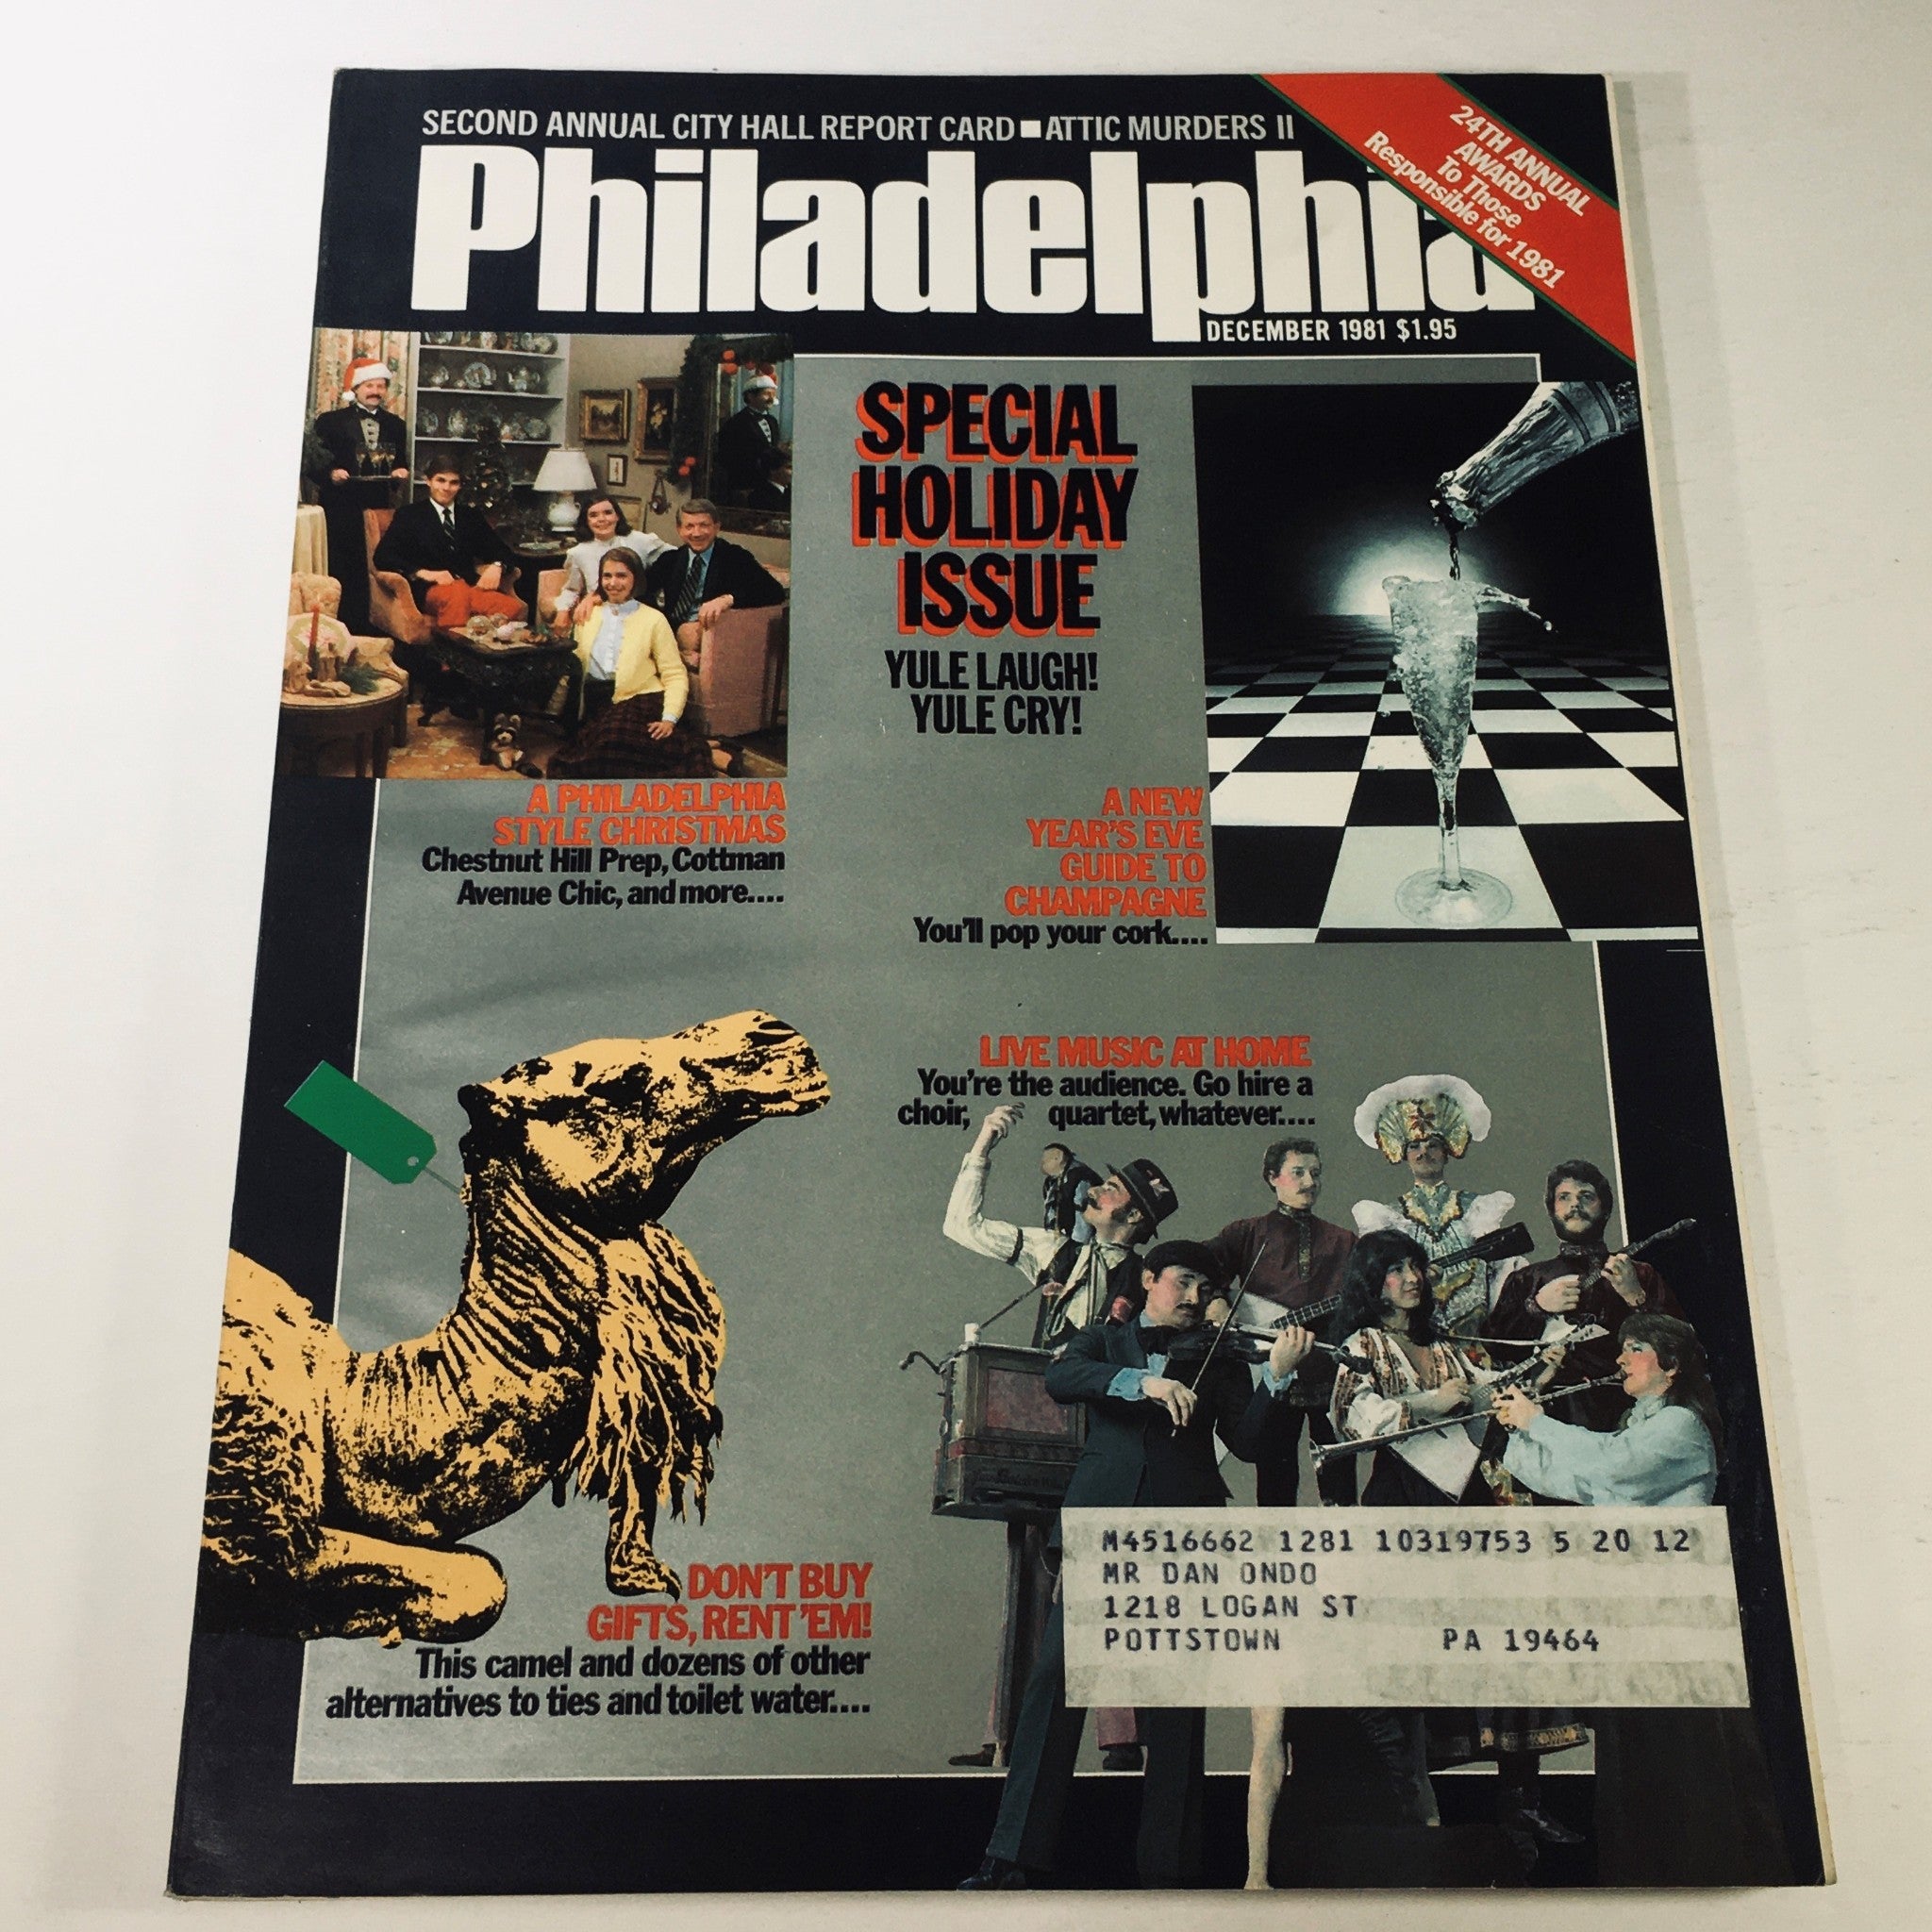 SECOND ANNUAL CITY HALL REPORT CARD ■ ATTIC MURDERS II
24TH ANNUAL
AWARDS
To Those
Responsible for 1981
Philadelphia
DECEMBER 1981 $1.95
SPECIAL
HOLIDAY
ISSUE
YULE LAUGH!
YULE CRY!
A PHILADELPHIA
STYLE CHRISTMAS
Chestnut Hill Prep, Cottman
Avenue Chic, and more....
A NEW
YEAR'S EVE
GUIDE TO
CHAMPAGNE
You'll pop your cork....
LIVE MUSIC AT HOME
You're the audience. Go hire a
choir, quartet, whatever....
DON'T BUY
GIFTS, RENT 'EM!
This camel and dozens of other
alternatives to ties and toilet water....
M4516662 1281 10319753 5 20 12
MR DAN ONDO
1218 LOGAN ST
POTTSTOWN PA 19464